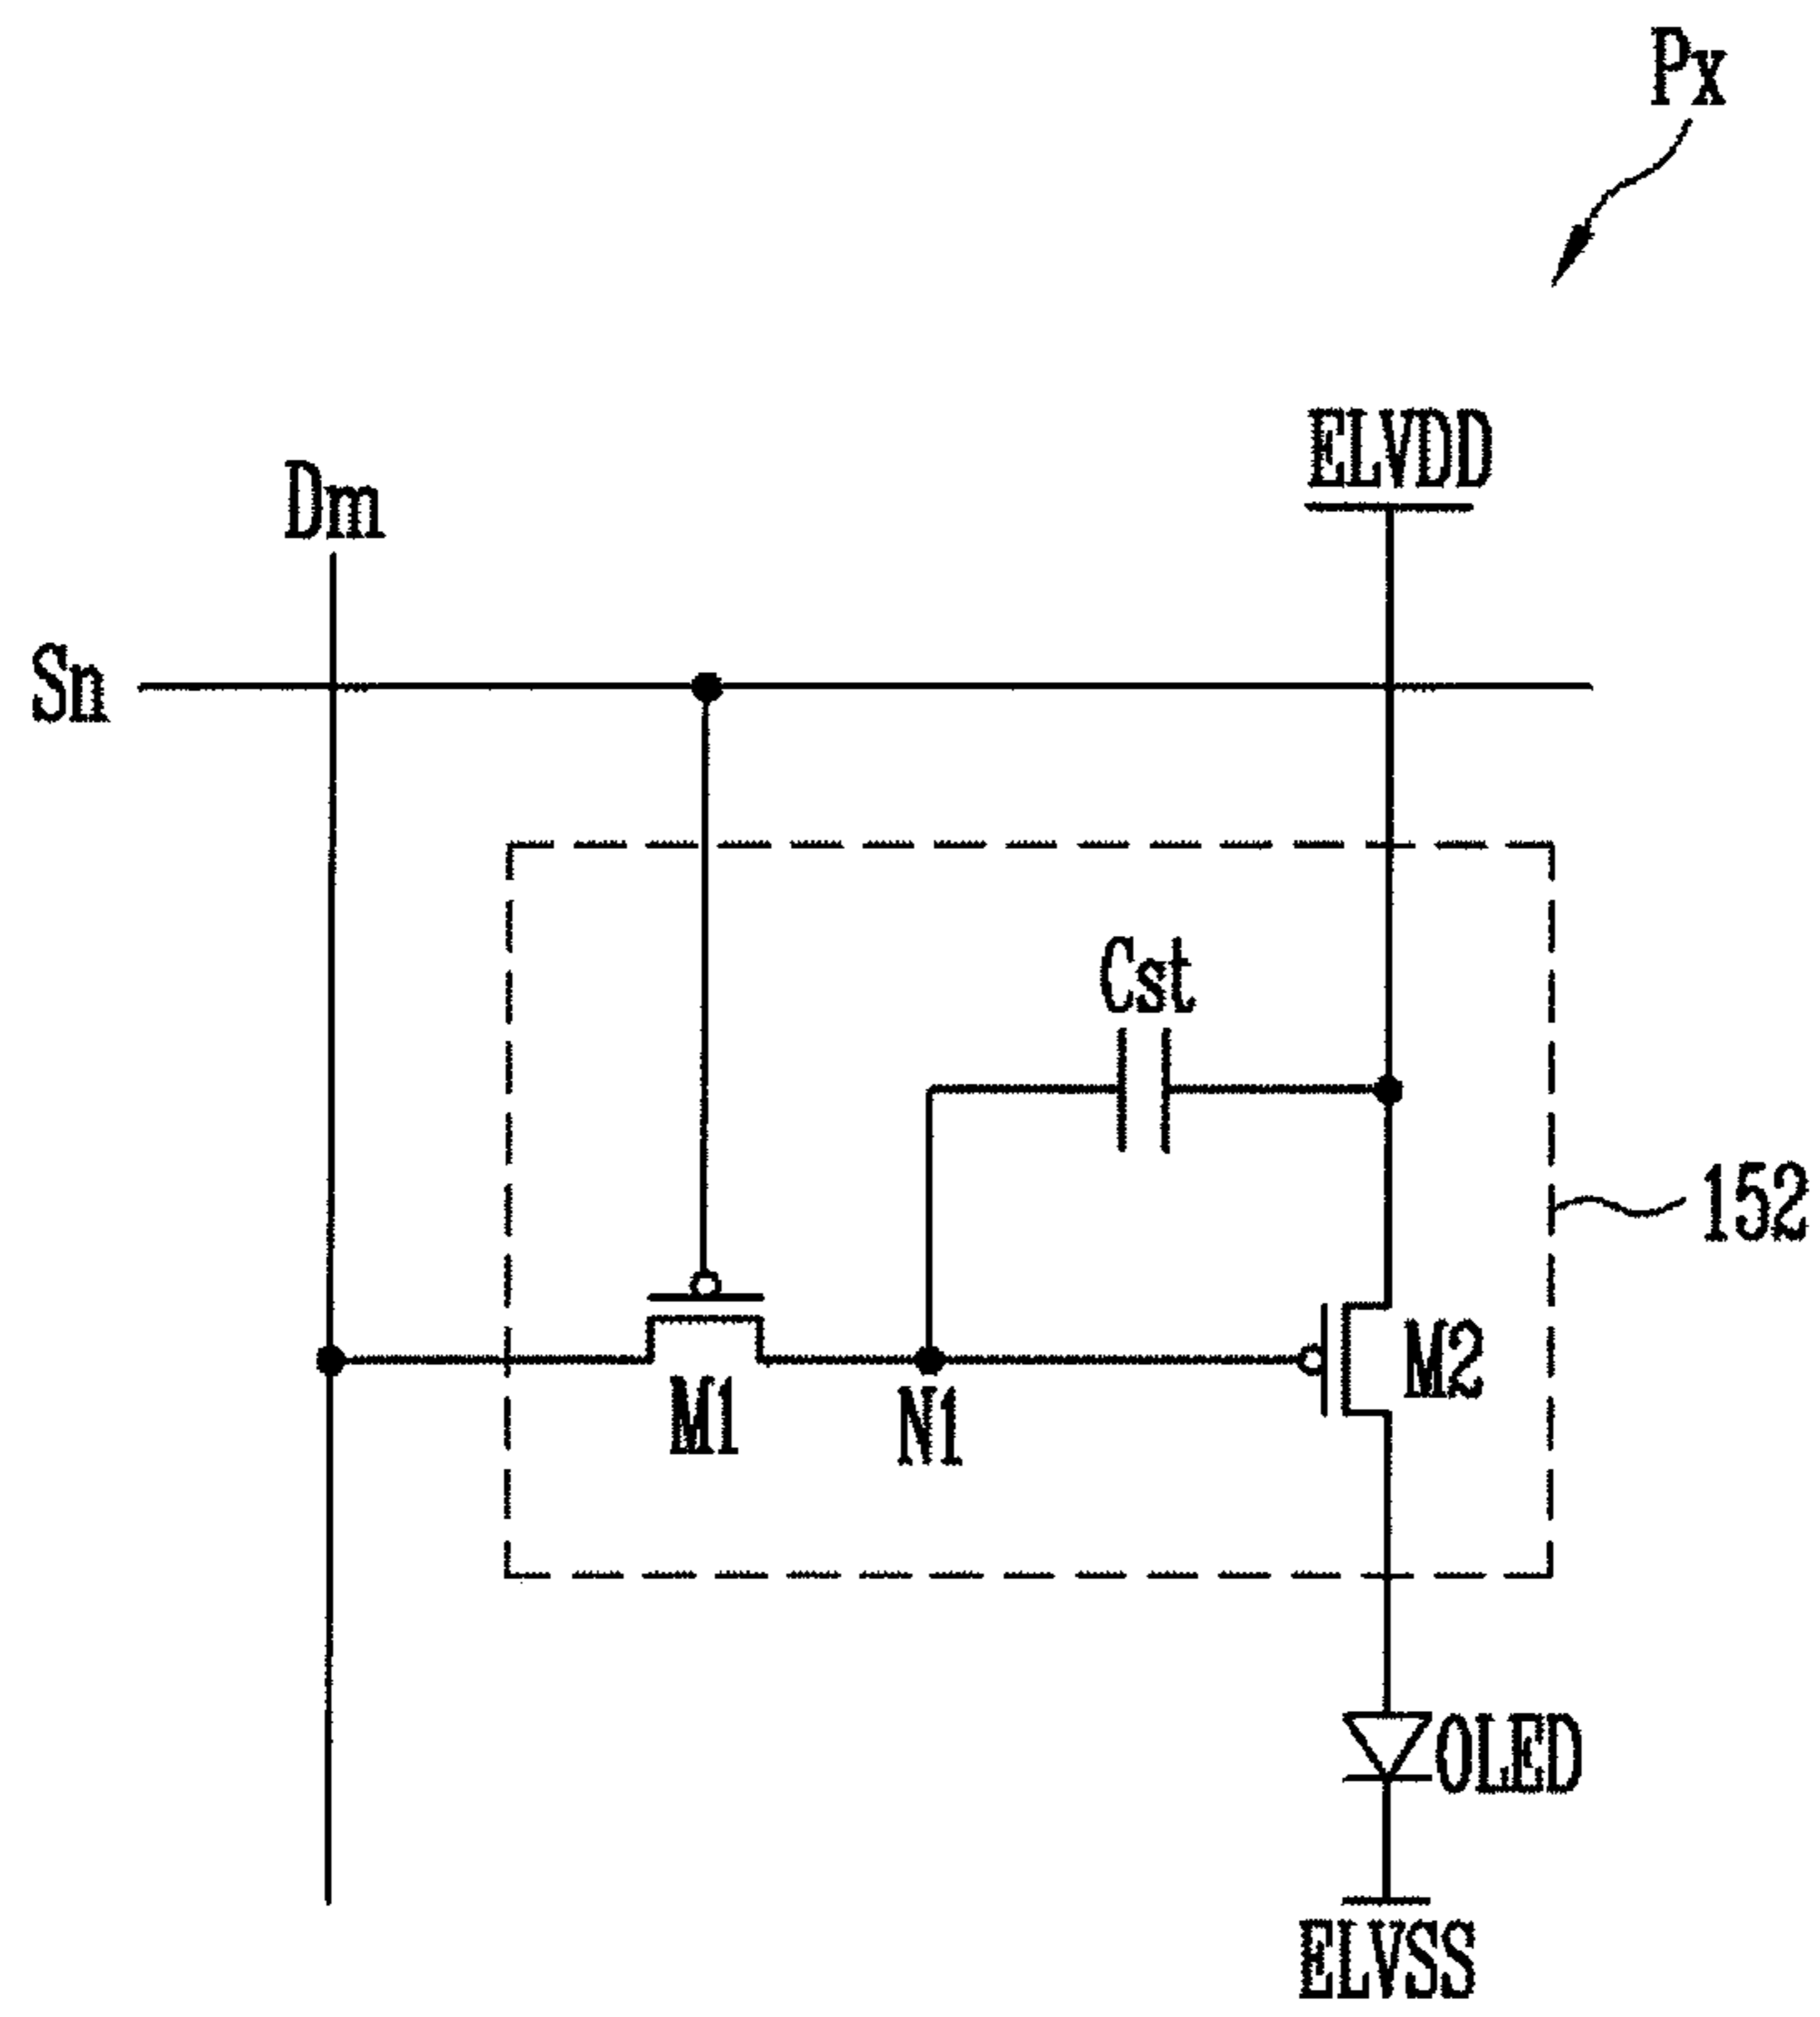 Px
ELVDD
Dm
Sn
Cst
152
M2
M1
N1
OLED
ELVSS